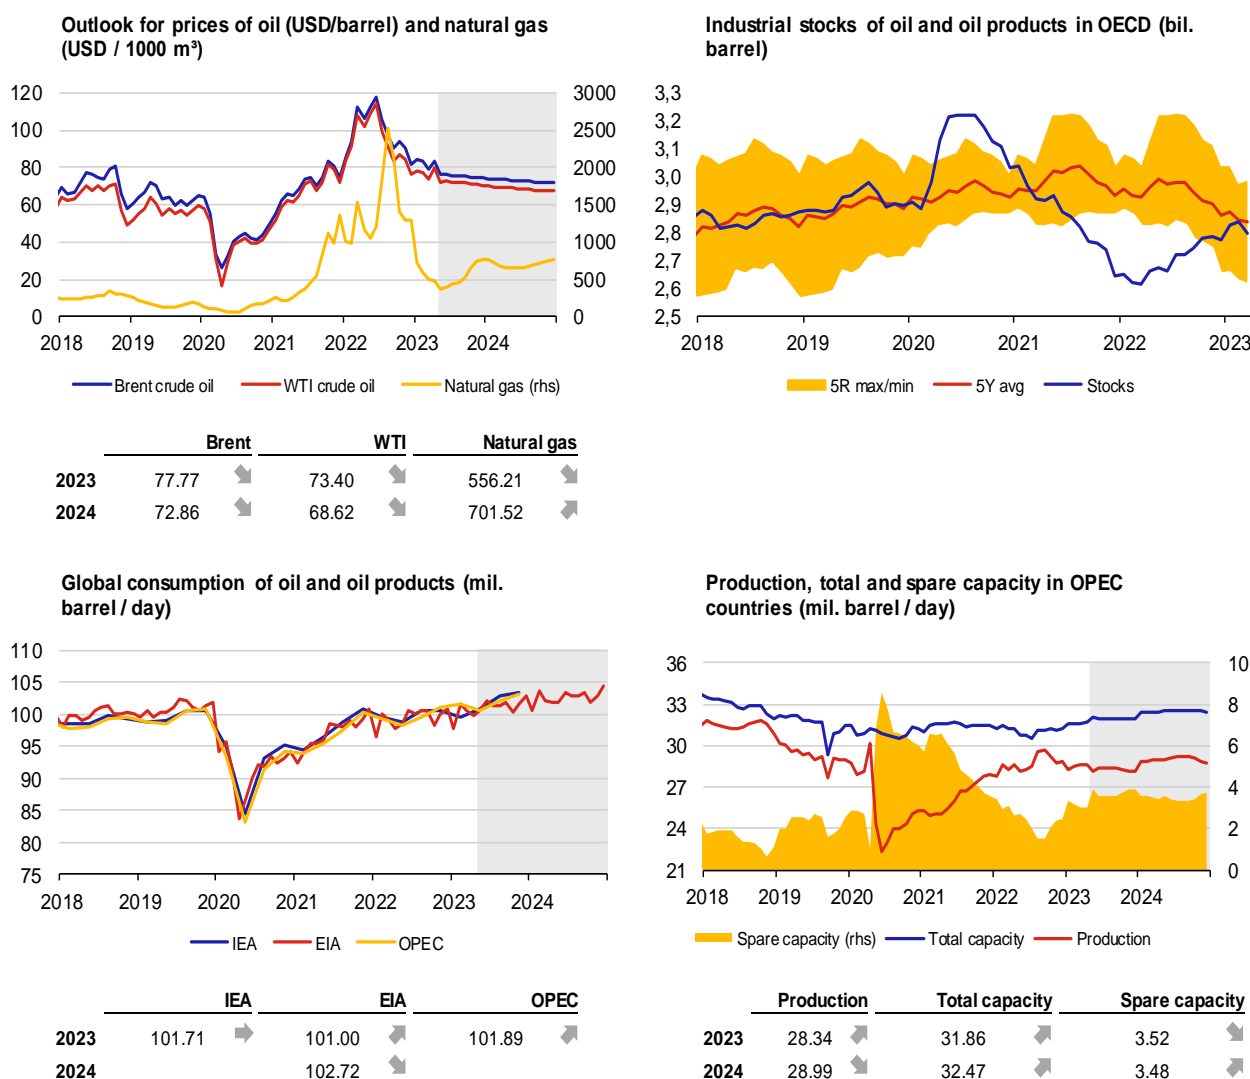 Outlook for prices of oil (USD/barrel) and natural gas
(USD / 1000 m³)
120 3000
100 2500
80 2000
60 1500
40 1000
20 500
0 0
2018 2019 2020 2021 2022 2023 2024
Brent crude oil WTI crude oil Natural gas (rhs)
Brent WTI Natural gas
2023 77.77 73.40 556.21
2024 72.86 68.62 701.52
Industrial stocks of oil and oil products in OECD (bil.
barrel)
3,3
3,2
3,1
3,0
2,9
2,8
2,7
2,6
2,5
2018 2019 2020 2021 2022 2023
5R max/min 5Y avg Stocks
Global consumption of oil and oil products (mil.
barrel / day)
110
105
100
95
90
85
80
75
2018 2019 2020 2021 2022 2023 2024
IEA EIA OPEC
IEA EIA OPEC
2023 101.71 101.00 101.89
2024 102.72
Production, total and spare capacity in OPEC
countries (mil. barrel / day)
36 10
33 8
30 6
27 4
24 2
21 0
2018 2019 2020 2021 2022 2023 2024
Spare capacity (rhs) Total capacity Production
Production Total capacity Spare capacity
2023 28.34 31.86 3.52
2024 28.99 32.47 3.48